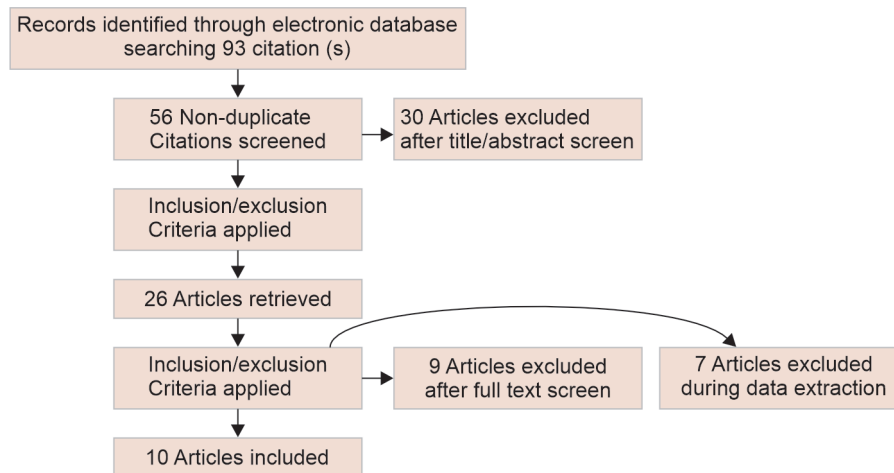 Records identified through electronic database
searching 93 citation (s)
56 Non-duplicate
Citations screened
30 Articles excluded
after title/abstract screen
Inclusion/exclusion
Criteria applied
26 Articles retrieved
Inclusion/exclusion
Criteria applied
9 Articles excluded
after full text screen
7 Articles excluded
during data extraction
10 Articles included